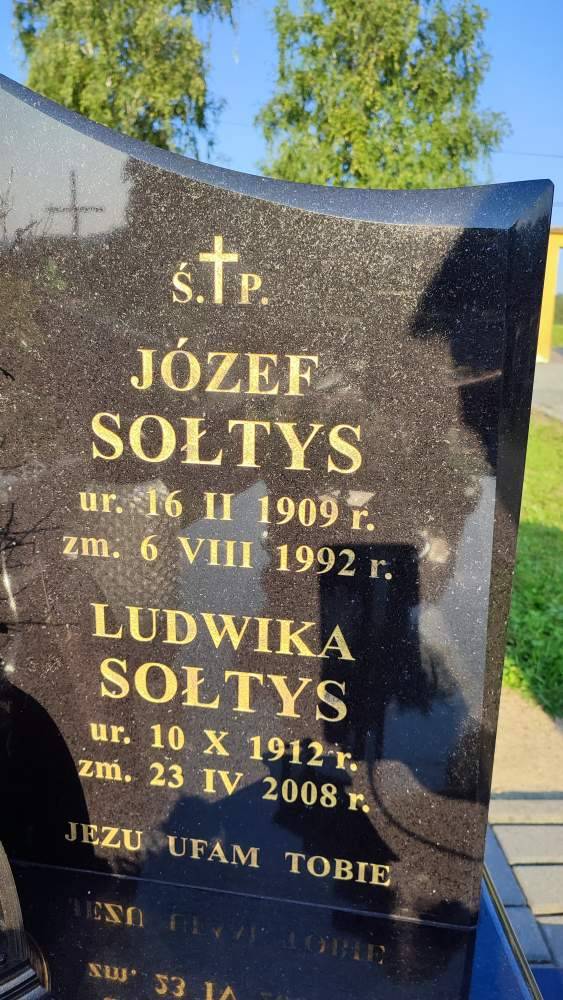 Ś. P.
JÓZEF
SOŁTYS
ur. 16 II 1909 r.
zm. 6 VIII 1992 r.
LUDWIKA
SOŁTYS
ur. 10 X 1912 r.
zm. 23 IV 2008 r.
JEZU UFAM TOBIE